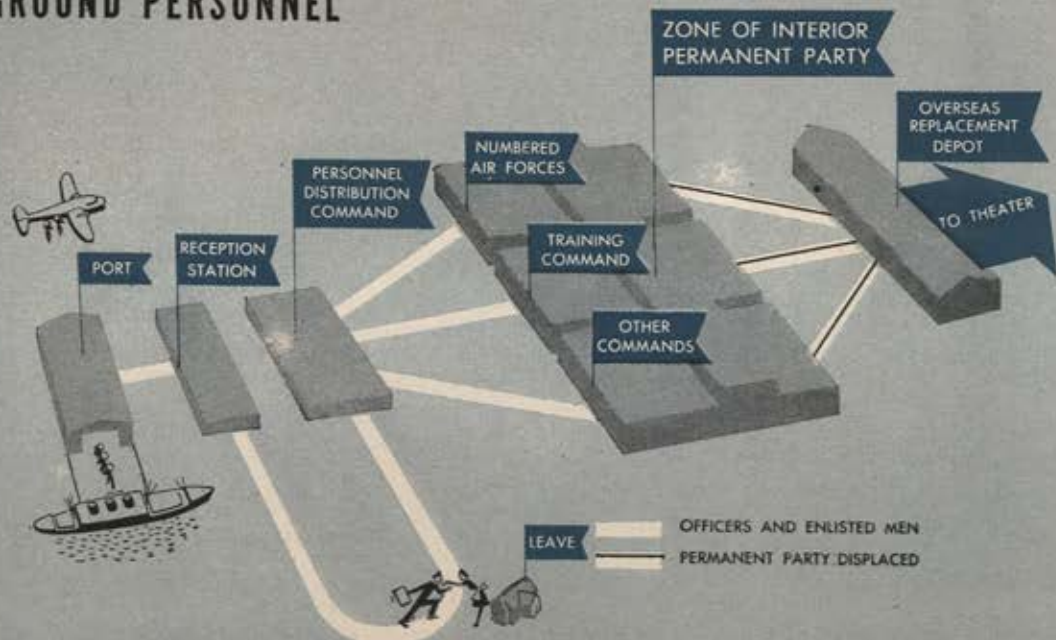 GROUND PERSONNEL
ZONE OF INTERIOR
PERMANENT PARTY
OVERSEAS
REPLACEMENT
DEPOT
NUMBERED
AIR FORCES
PERSONNEL
DISTRIBUTION
COMMAND
TO THEATER
RECEPTION
STATION
TRAINING
COMMAND
PORT
OTHER
COMMANDS
LEAVE
OFFICERS AND ENLISTED MEN
PERMANENT PARTY DISPLACED